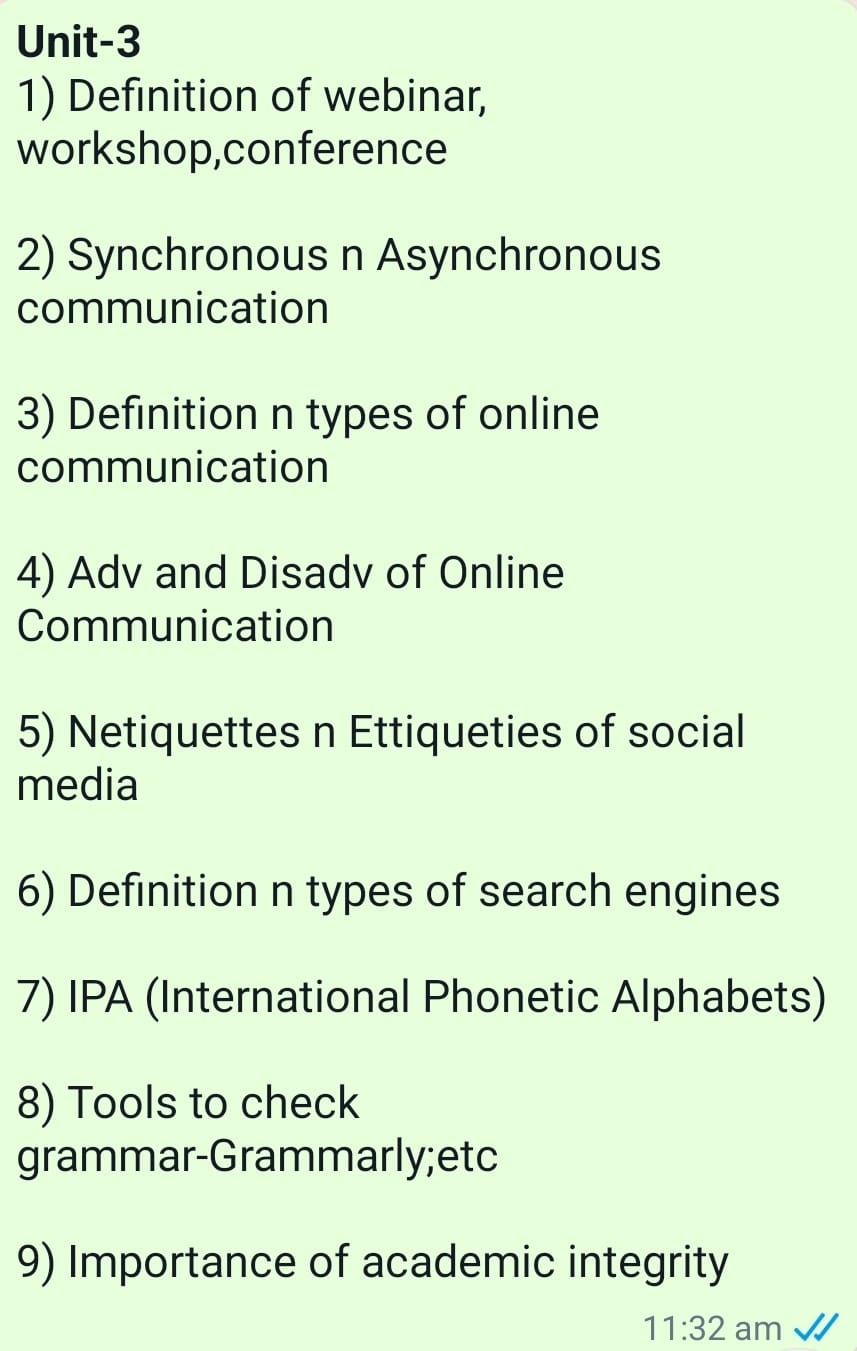 Unit-3
1) Definition of webinar,
workshop,conference
2) Synchronous n Asynchronous
communication
3) Definition n types of online
communication
4) Adv and Disadv of Online
Communication
5) Netiquettes n Ettiqueties of social
media
6) Definition n types of search engines
7) IPA (International Phonetic Alphabets)
8) Tools to check
grammar-Grammarly;etc
9) Importance of academic integrity
11:32 am